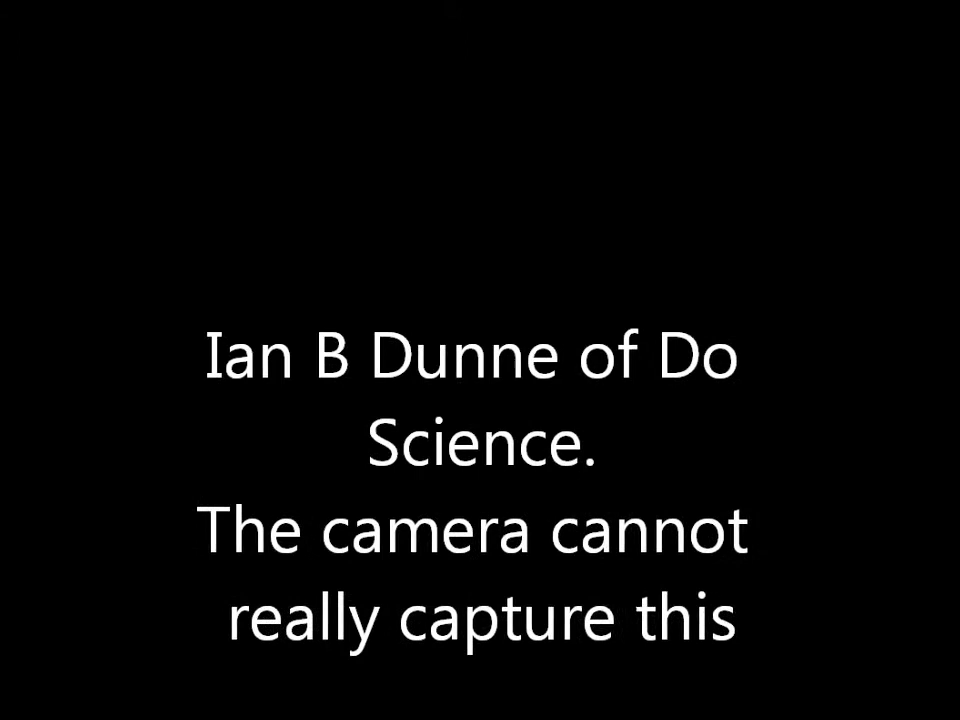 Ian B Dunne of Do
Science.
The camera cannot
really capture this